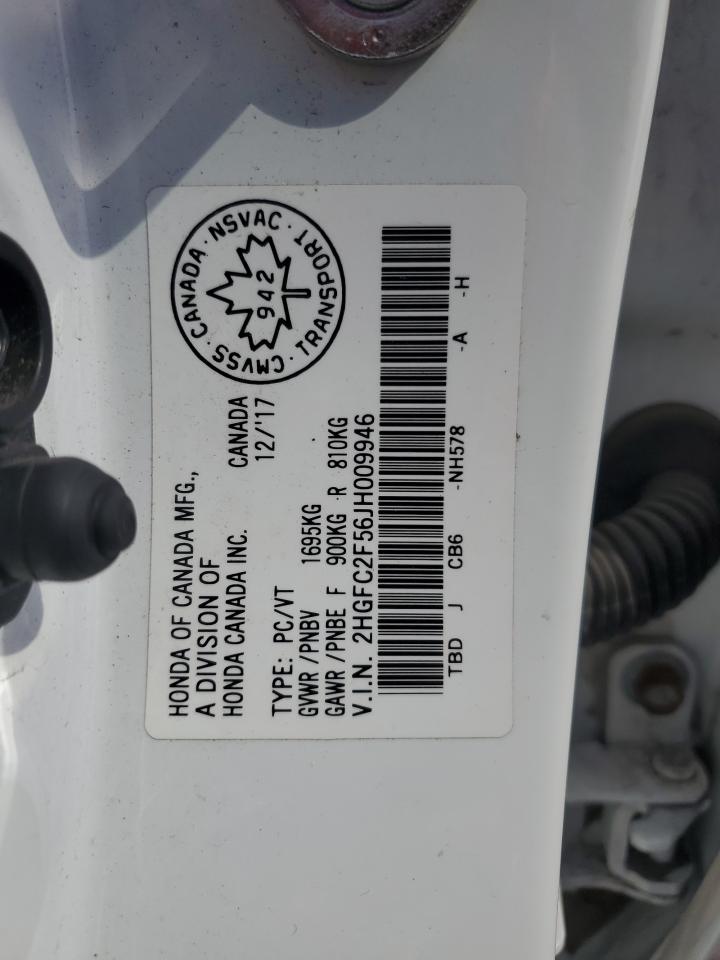 HONDA OF CANADA MFG.,
A DIVISION OF
HONDA CANADA INC.
CANADA
12/'17
CANADA · NSVAC · TRANSPORT · CMVSS ·
942
TYPE: PC/VT
GVWR /PNBV 1695KG
GAWR /PNBE F 900KG R 810KG
V.I.N. 2HGFC2F56JH009946
TBD J CB6 -NH578 -A -H